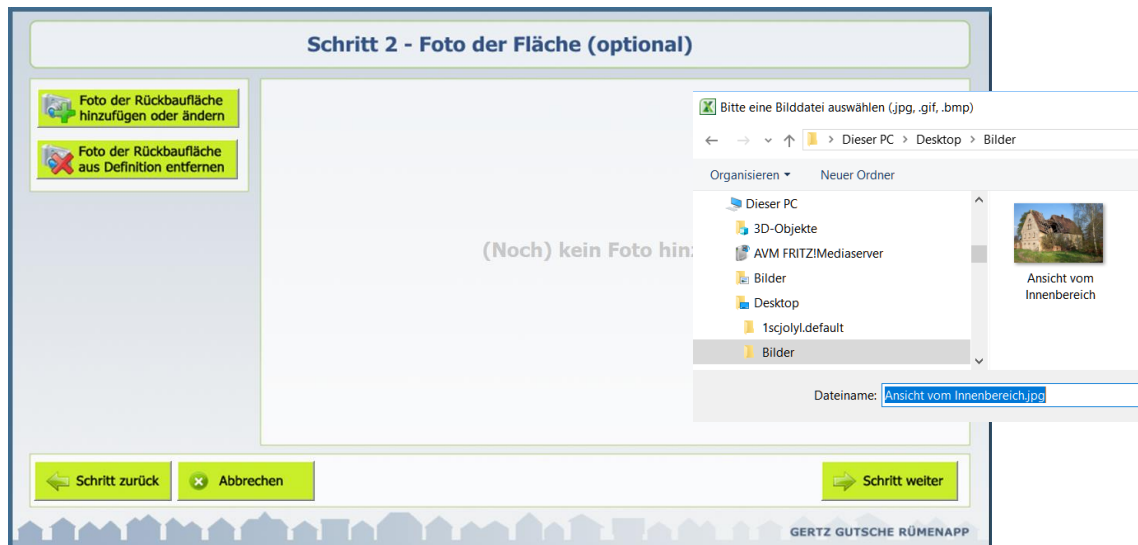 Schritt 2 - Foto der Fläche (optional)
Foto der Rückbaufläche
hinzufügen oder ändern
Foto der Rückbaufläche
aus Definition entfernen
(Noch) kein Foto hin
Bitte eine Bilddatei auswählen (.jpg, .gif, .bmp)
Dieser PC > Desktop > Bilder
Organisieren
Neuer Ordner
Dieser PC
3D-Objekte
AVM FRITZ!Mediaserver
Bilder
Desktop
1scjolyl.default
Bilder
Ansicht vom
Innenbereich
Dateiname: Ansicht vom Innenbereich.jpg
Schritt zurück
Abbrechen
Schritt weiter
GERTZ GUTSCHE RÜMENAPP